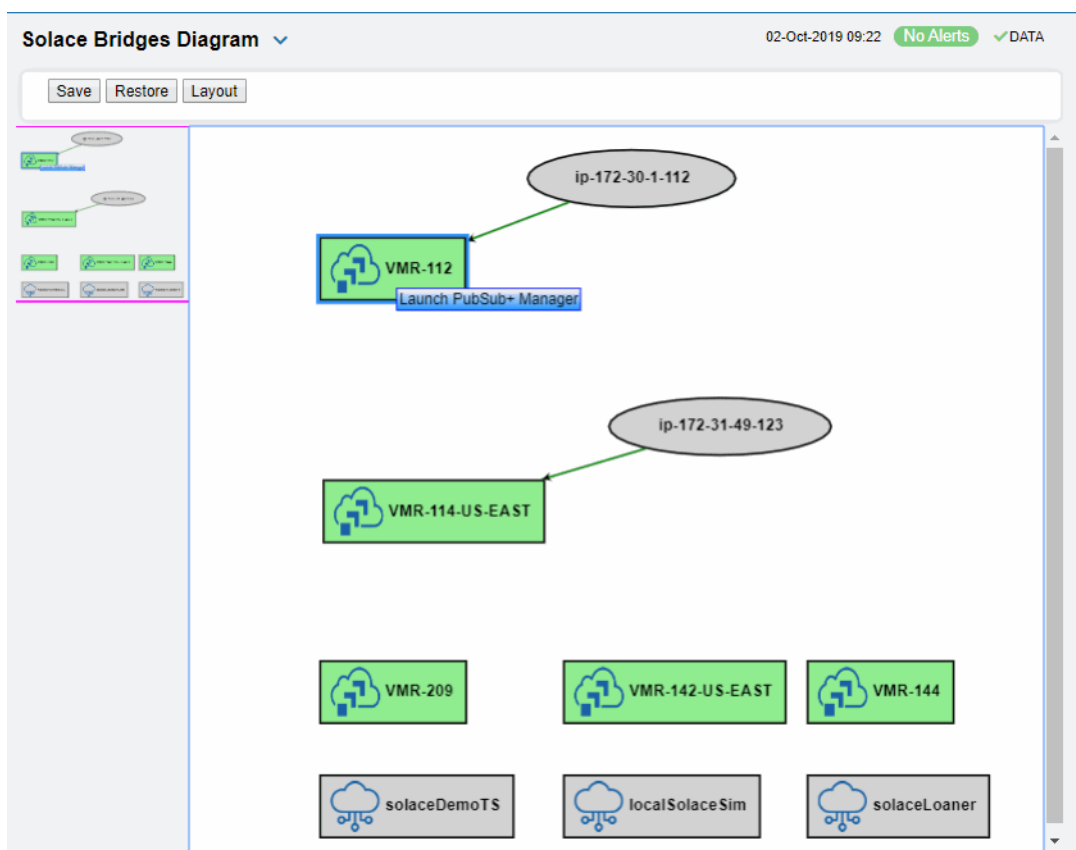 Solace Bridges Diagram
02-Oct-2019 09:22 No Alerts DATA
Save Restore Layout
ip-172-30-1-112
VMR-112
Launch PubSub+ Manager
ip-172-31-49-123
VMR-114-US-EAST
VMR-209 VMR-142-US-EAST VMR-144
solaceDemoTS localSolaceSim solaceLoaner